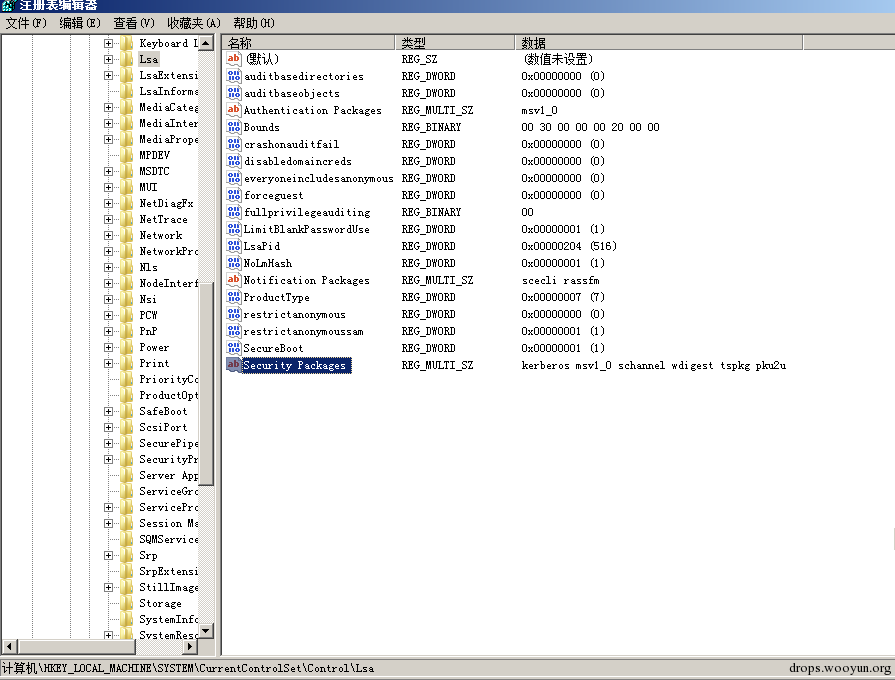 注册表编辑器
文件(F) 编辑(E) 查看(V) 收藏夹(A) 帮助(H)
Keyboard L
Lsa
LsaExtensi
LsaInforma
MediaCateg
MediaInter
MediaPrope
MPDEV
MSDTC
MUI
NetDiagFx
NetTrace
Network
NetworkPro
Nls
NodeInterf
Nsi
PCW
PnP
Power
Print
PriorityCo
ProductOpt
SafeBoot
ScsiPort
SecurePipe
SecurityPr
Server App
ServiceGro
ServicePro
Session Ma
SQMService
Srp
SrpExtensi
StillImage
Storage
SystemInfo
SystemReso
名称 类型 数据
(默认) REG_SZ (数值未设置)
auditbasedirectories REG_DWORD 0x00000000 (0)
auditbaseobjects REG_DWORD 0x00000000 (0)
Authentication Packages REG_MULTI_SZ msv1_0
Bounds REG_BINARY 00 30 00 00 00 20 00 00
crashonauditfail REG_DWORD 0x00000000 (0)
disabledomaincreds REG_DWORD 0x00000000 (0)
everyoneincludesanonymous REG_DWORD 0x00000000 (0)
forceguest REG_DWORD 0x00000000 (0)
fullprivilegeauditing REG_BINARY 00
LimitBlankPasswordUse REG_DWORD 0x00000001 (1)
LsaPid REG_DWORD 0x00000204 (516)
NoLmHash REG_DWORD 0x00000001 (1)
Notification Packages REG_MULTI_SZ scecli rassfm
ProductType REG_DWORD 0x00000007 (7)
restrictanonymous REG_DWORD 0x00000000 (0)
restrictanonymoussam REG_DWORD 0x00000001 (1)
SecureBoot REG_DWORD 0x00000001 (1)
Security Packages REG_MULTI_SZ kerberos msv1_0 schannel wdigest tspkg pku2u
计算机\HKEY_LOCAL_MACHINE\SYSTEM\CurrentControlSet\Control\Lsa
drops.wooyun.org